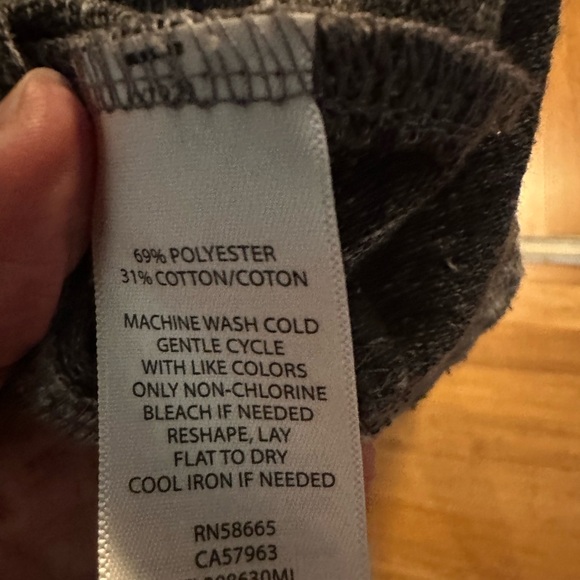 69% POLYESTER
31% COTTON/COTON
MACHINE WASH COLD
GENTLE CYCLE
WITH LIKE COLORS
ONLY NON-CHLORINE
BLEACH IF NEEDED
RESHAPE, LAY
FLAT TO DRY
COOL IRON IF NEEDED
RN58665
CA57963